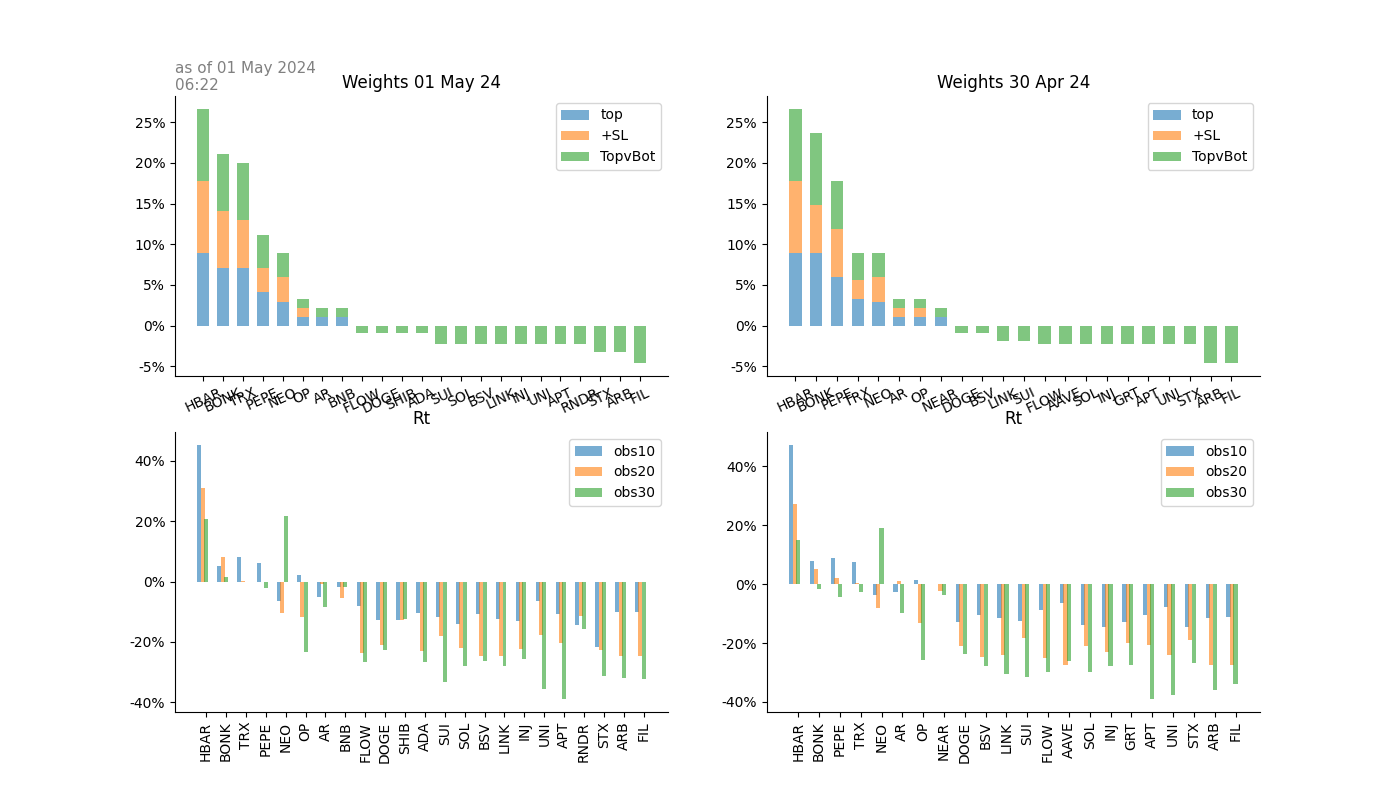 as of 01 May 2024
06:22
Weights 01 May 24
25%
20%
15%
10%
5%
0%
-5%
top
+SL
TopvBot
HBAR BONK TRX PEPE NEO OP AR BNB FLOW DOGE SHIB ADA SUI SOL BSV LINK INJ UNI APT RNDR STX ARB FIL
Weights 30 Apr 24
25%
20%
15%
10%
5%
0%
-5%
top
+SL
TopvBot
HBAR BONK PEPE TRX NEO AR OP NEAR DOGE BSV LINK SUI FLOW AAVE SOL INJ GRT APT UNI STX ARB FIL
Rt
40%
20%
0%
-20%
-40%
obs10
obs20
obs30
HBAR BONK TRX PEPE NEO OP AR BNB FLOW DOGE SHIB ADA SUI SOL BSV LINK INJ UNI APT RNDR STX ARB FIL
Rt
40%
20%
0%
-20%
-40%
obs10
obs20
obs30
HBAR BONK PEPE TRX NEO AR OP NEAR DOGE BSV LINK SUI FLOW AAVE SOL INJ GRT APT UNI STX ARB FIL